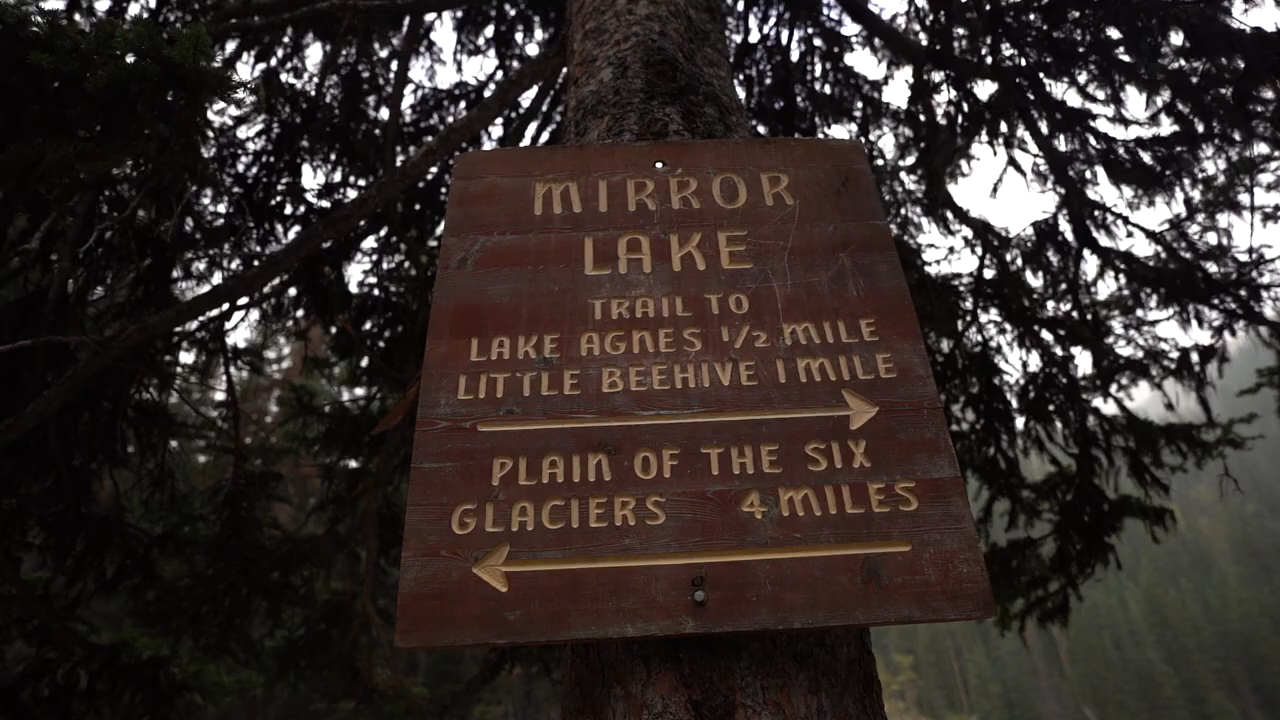 MIRROR
LAKE
TRAIL TO
LAKE AGNES 1/2 MILE
LITTLE BEEHIVE 1 MILE
PLAIN OF THE SIX
GLACIERS 4 MILES